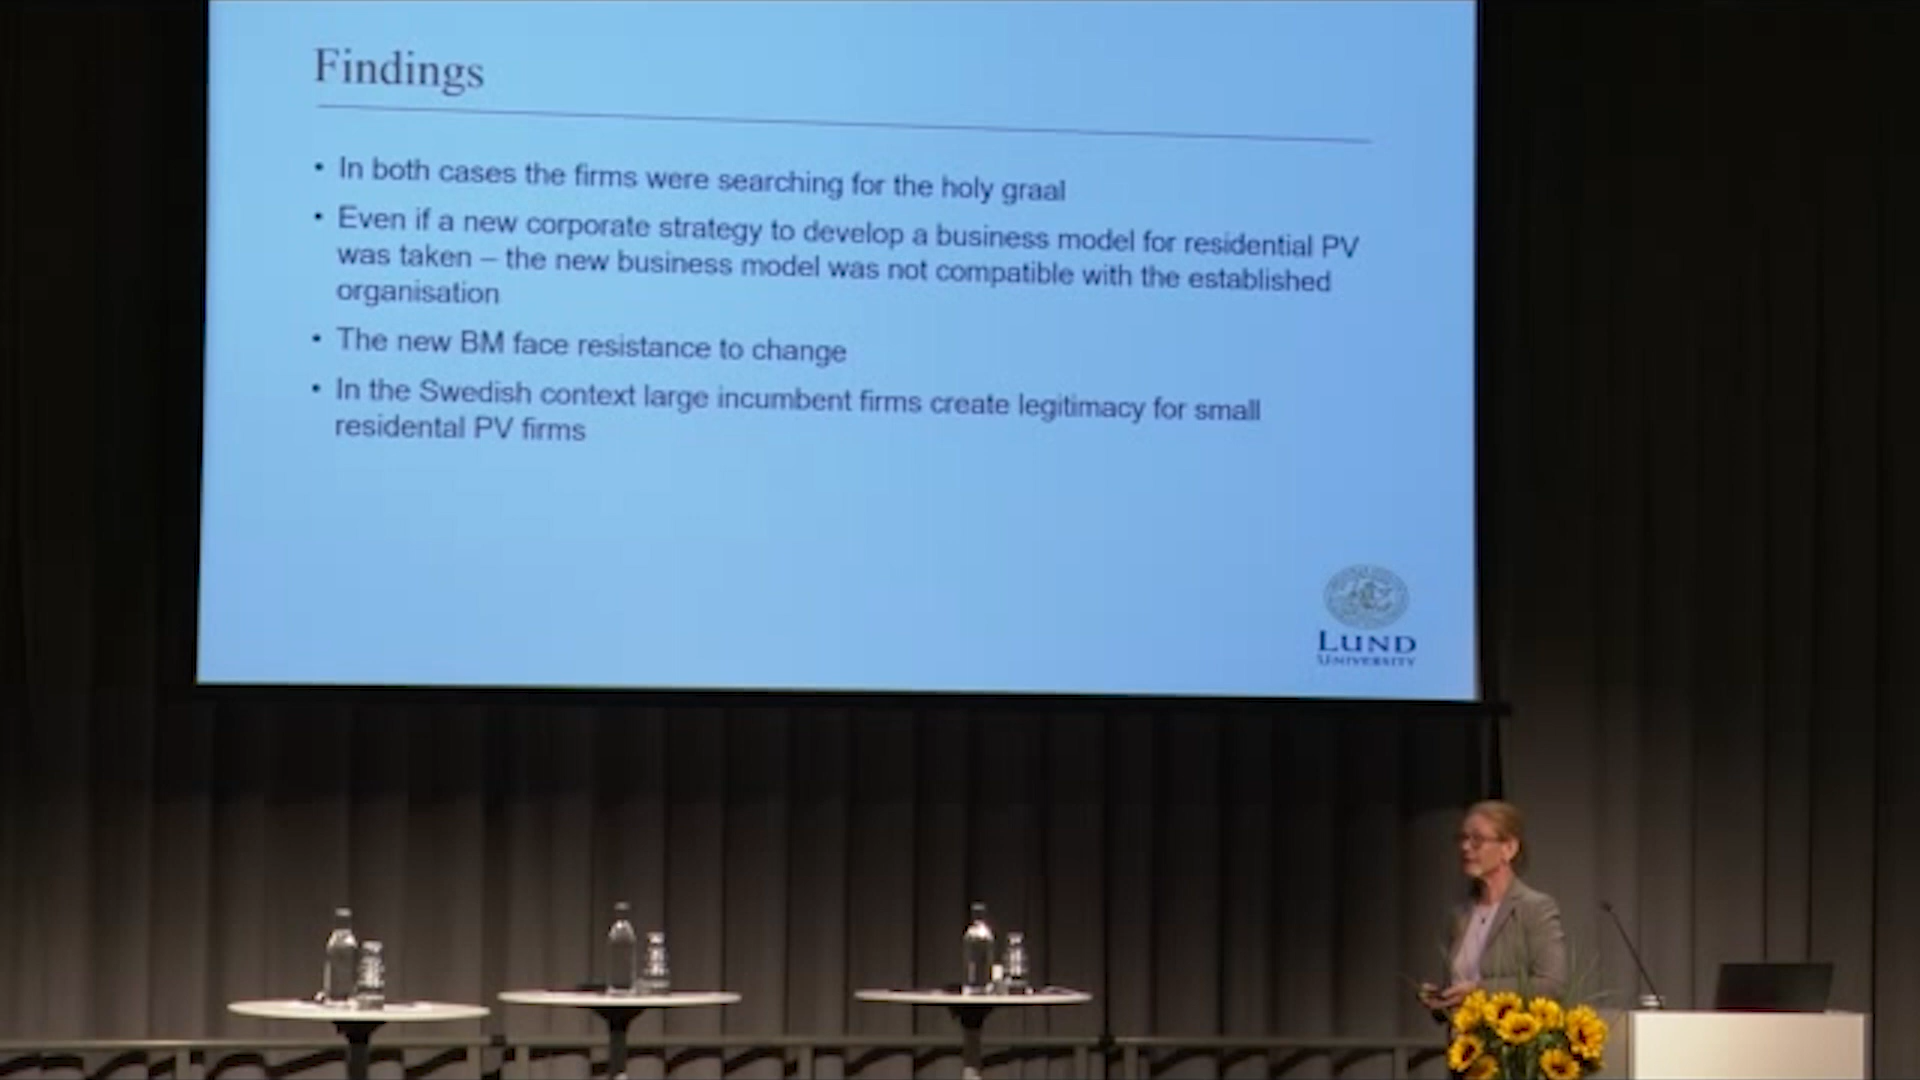 Findings
• In both cases the firms were searching for the holy graal
• Even if a new corporate strategy to develop a business model for residential PV
was taken – the new business model was not compatible with the established
organisation
• The new BM face resistance to change
• In the Swedish context large incumbent firms create legitimacy for small
residental PV firms
LUND
UNIVERSITY